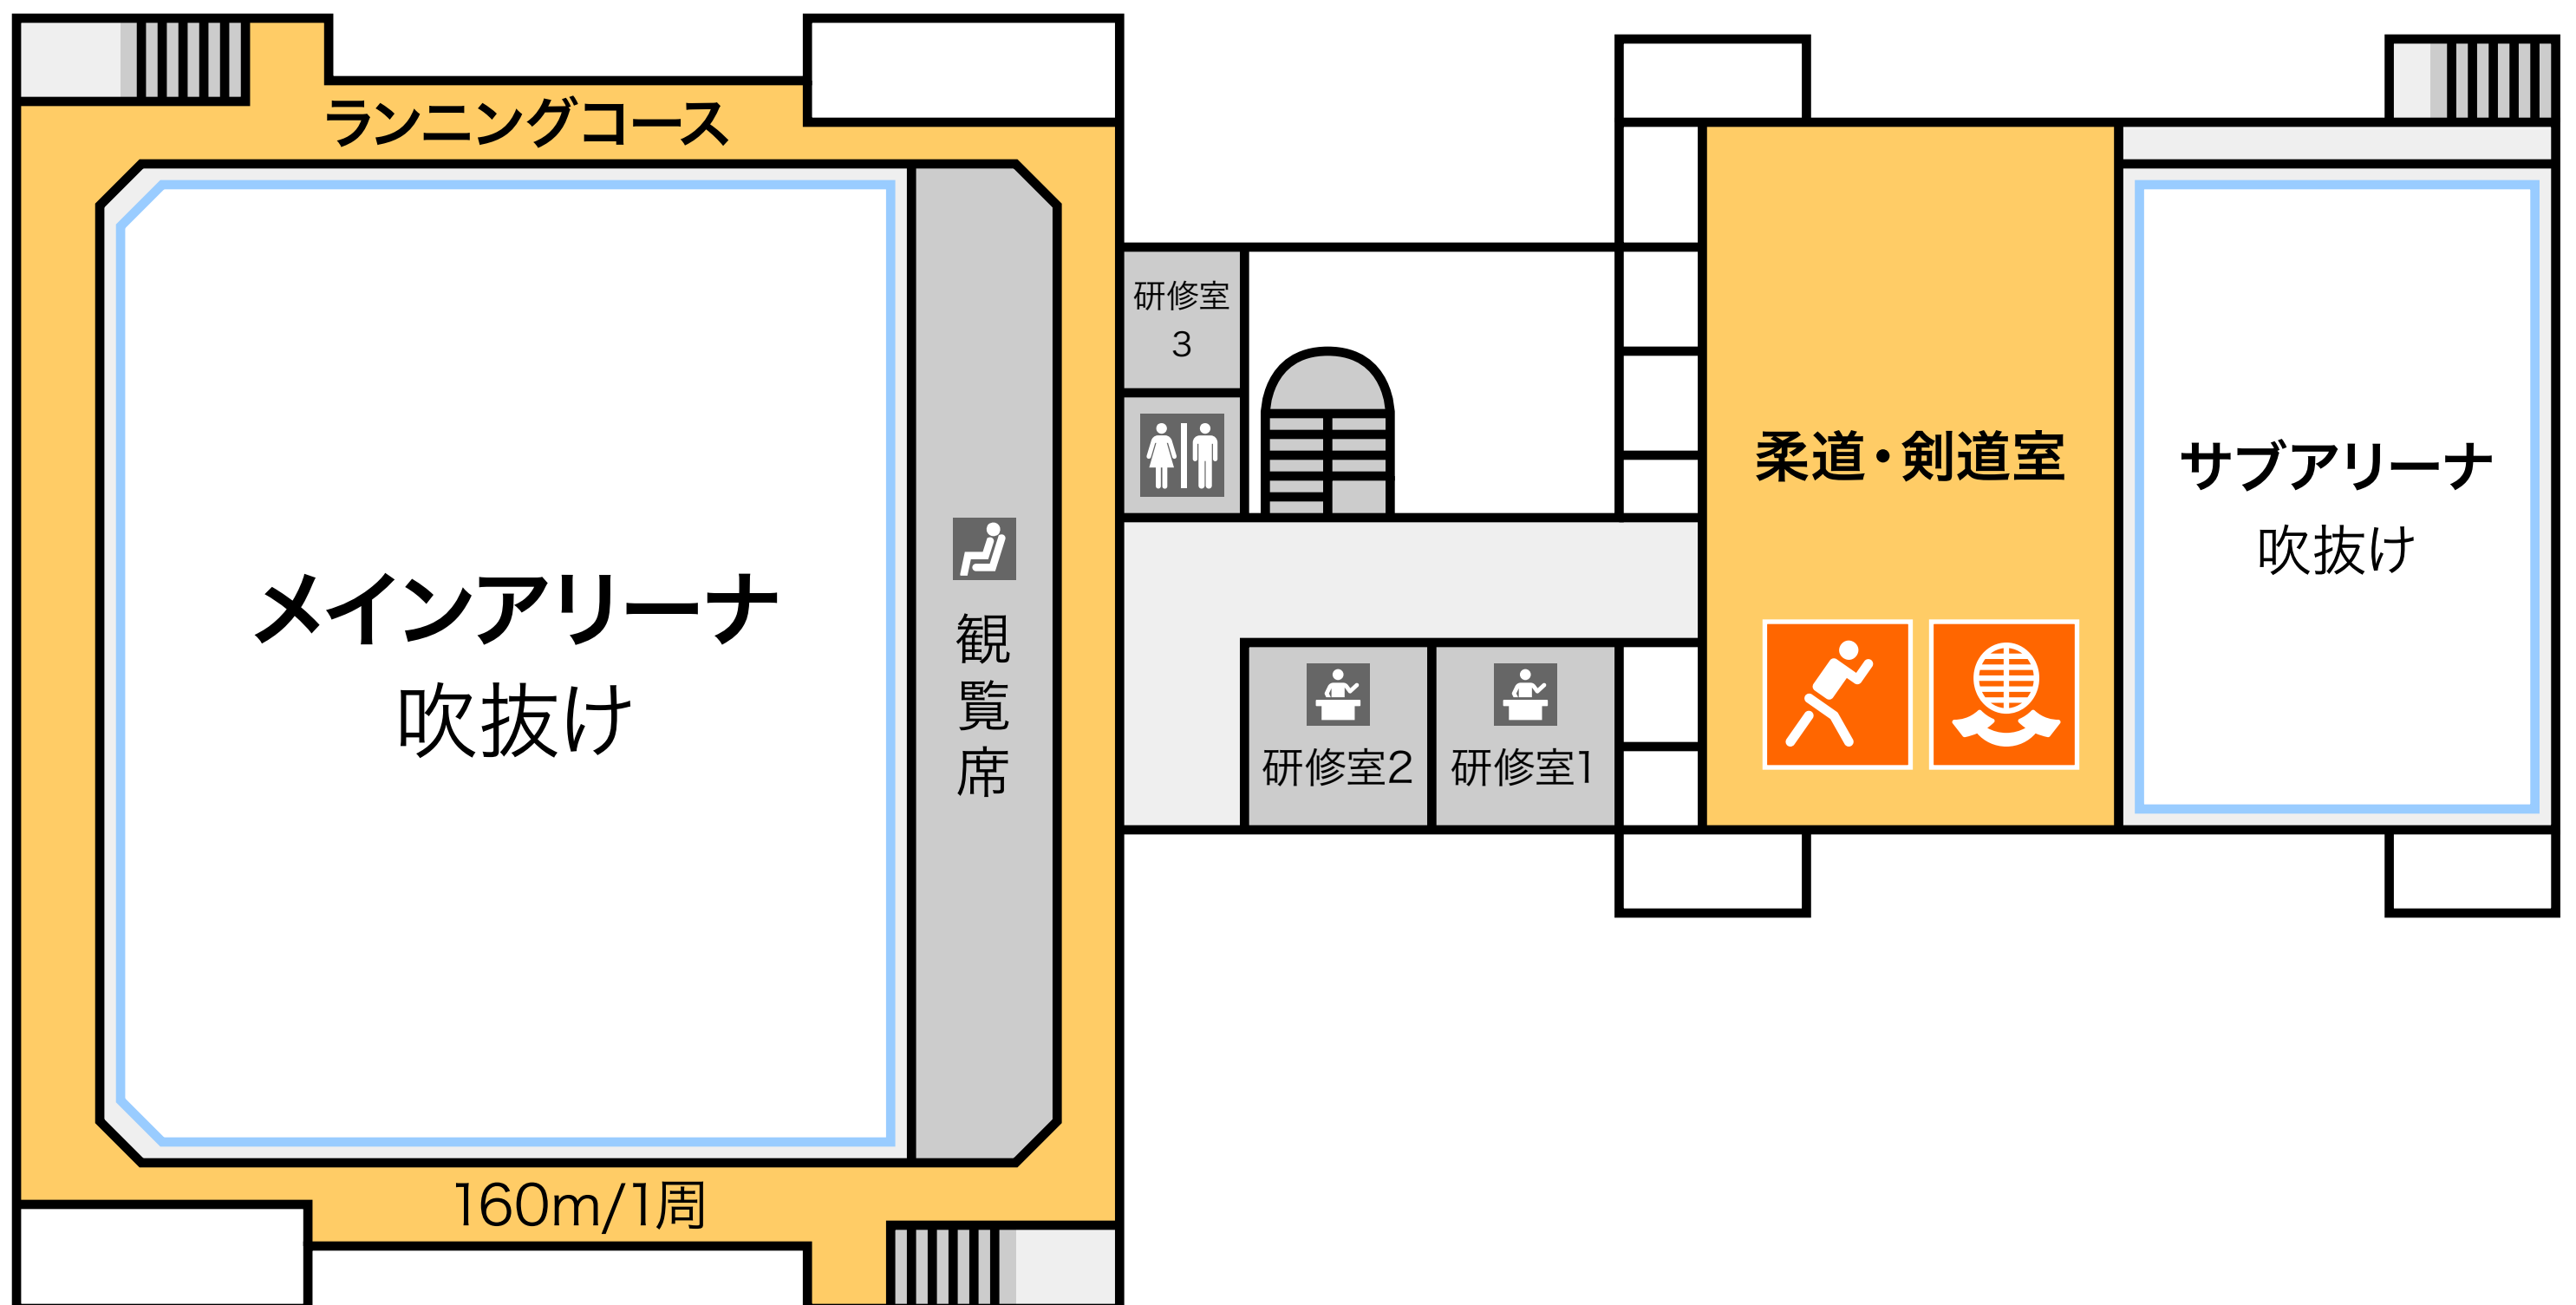 ランニングコース
メインアリーナ
吹抜け
観覧席
160m/1周
研修室
3
研修室2
研修室1
柔道・剣道室
サブアリーナ
吹抜け